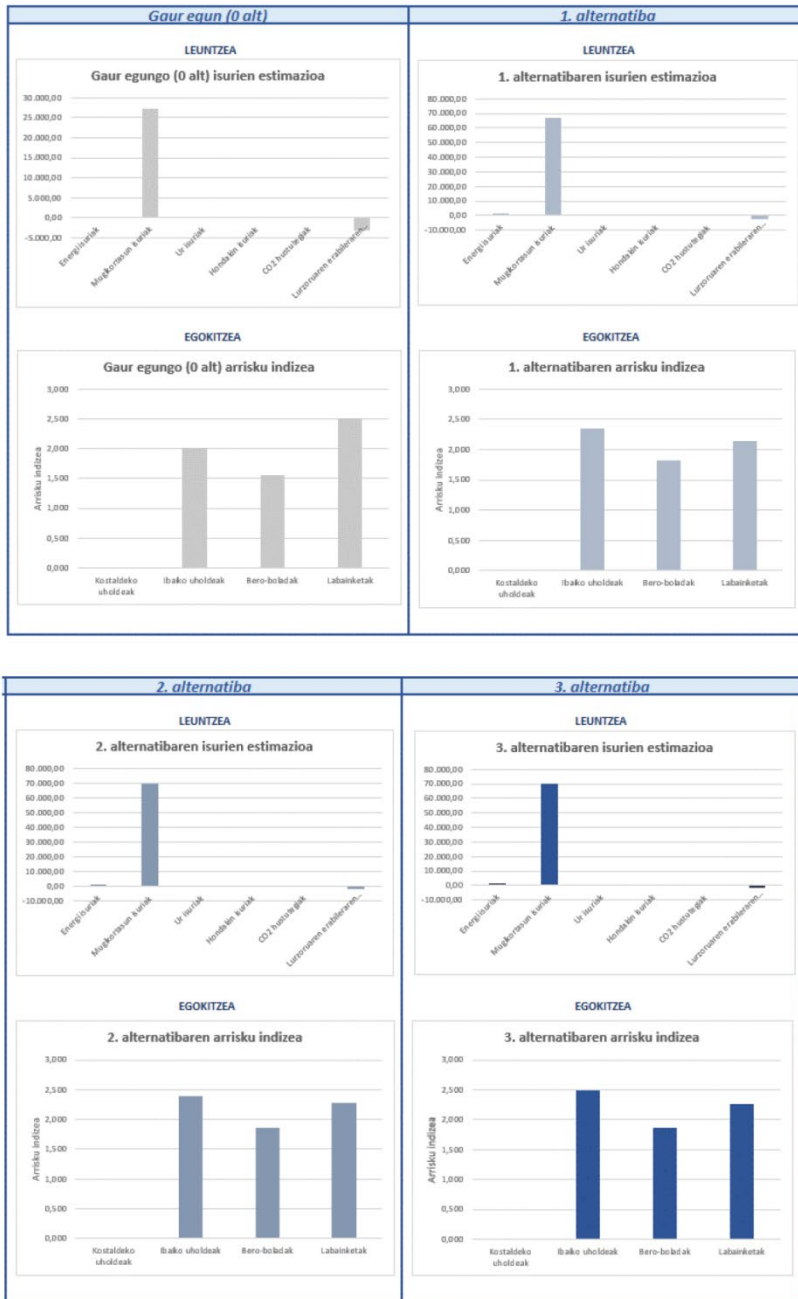 Gaur egun (0 alt)
1. alternatiba
LEUNTZEA
LEUNTZEA
Gaur egungo (0 alt) isurien estimazioa
30.000,00
25.000,00
20.000,00
15.000,00
10.000,00
5.000,00
0,00
-5.000,00
Energi isuriak
Mugikortasun isuriak
Ur isuriak
Hondakin isuriak
CO2 hustutegiak
Lurzoruaren erabileraren...
1. alternatibaren isurien estimazioa
80.000,00
70.000,00
60.000,00
50.000,00
40.000,00
30.000,00
20.000,00
10.000,00
0,00
-10.000,00
Energi isuriak
Mugikortasun isuriak
Ur isuriak
Hondakin isuriak
CO2 hustutegiak
Lurzoruaren erabileraren...
EGOKITZEA
EGOKITZEA
Gaur egungo (0 alt) arrisku indizea
3,000
2,500
2,000
1,500
1,000
0,500
0,000
Arrisku indizea
Kostaldeko uholdeak
Ibaiko uholdeak
Bero-boladak
Labainketak
1. alternatibaren arrisku indizea
3,000
2,500
2,000
1,500
1,000
0,500
0,000
Arrisku indizea
Kostaldeko uholdeak
Ibaiko uholdeak
Bero-boladak
Labainketak
2. alternatiba
3. alternatiba
LEUNTZEA
LEUNTZEA
2. alternatibaren isurien estimazioa
80.000,00
70.000,00
60.000,00
50.000,00
40.000,00
30.000,00
20.000,00
10.000,00
0,00
-10.000,00
Energi isuriak
Mugikortasun isuriak
Ur isuriak
Hondakin isuriak
CO2 hustutegiak
Lurzoruaren erabileraren...
3. alternatibaren isurien estimazioa
80.000,00
70.000,00
60.000,00
50.000,00
40.000,00
30.000,00
20.000,00
10.000,00
0,00
-10.000,00
Energi isuriak
Mugikortasun isuriak
Ur isuriak
Hondakin isuriak
CO2 hustutegiak
Lurzoruaren erabileraren...
EGOKITZEA
EGOKITZEA
2. alternatibaren arrisku indizea
3,000
2,500
2,000
1,500
1,000
0,500
0,000
Arrisku indizea
Kostaldeko uholdeak
Ibaiko uholdeak
Bero-boladak
Labainketak
3. alternatibaren arrisku indizea
3,000
2,500
2,000
1,500
1,000
0,500
0,000
Arrisku indizea
Kostaldeko uholdeak
Ibaiko uholdeak
Bero-boladak
Labainketak